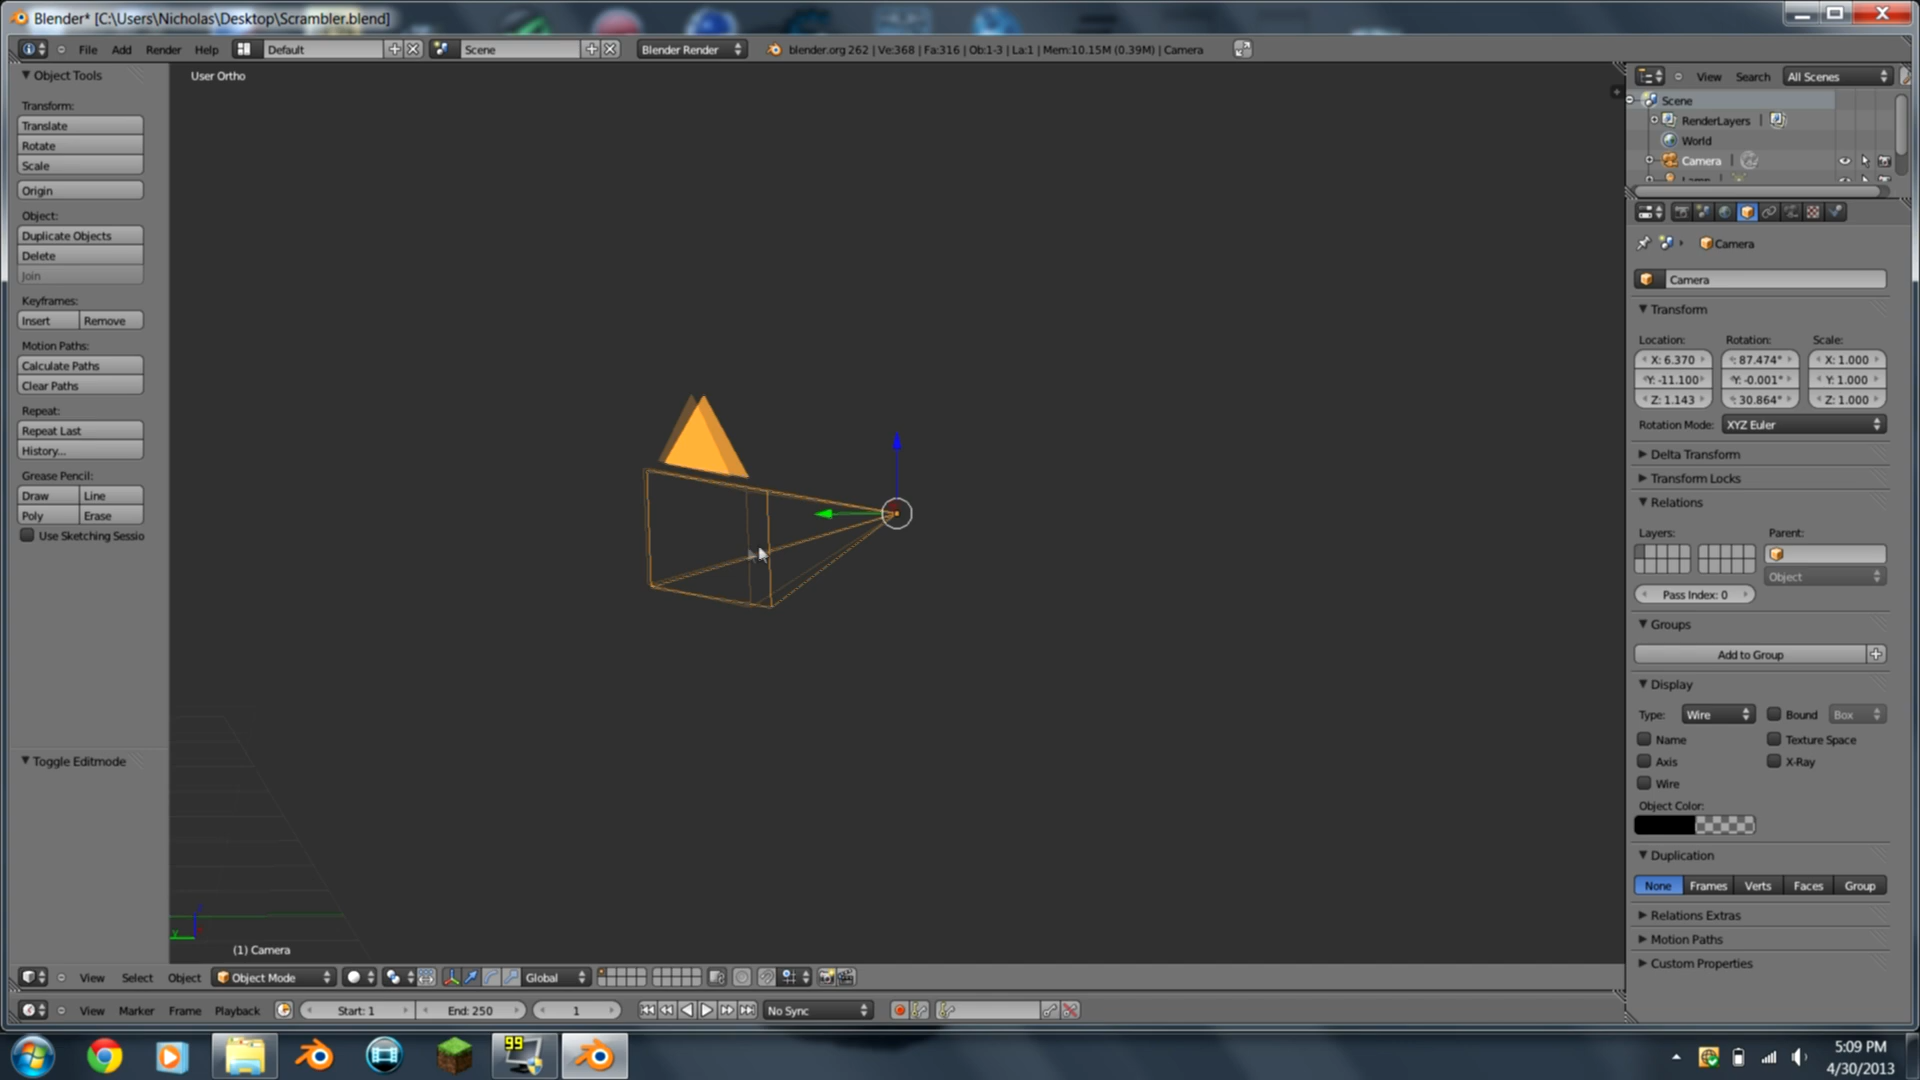 Blender* [C:\Users\Nicholas\Desktop\Scrambler.blend]
File Add Render Help Default Scene Blender Render blender.org 262 | Ve:368 | Fa:316 | Ob:1-3 | La:1 | Mem:10.15M (0.39M) | Camera
Object Tools
Transform:
Translate
Rotate
Scale
Origin
Object:
Duplicate Objects
Delete
Join
Keyframes:
Insert Remove
Motion Paths:
Calculate Paths
Clear Paths
Repeat:
Repeat Last
History...
Grease Pencil:
Draw Line
Poly Erase
Use Sketching Sessio
Toggle Editmode
User Ortho
y
(1) Camera
View Select Object Object Mode Global
View Marker Frame Playback Start: 1 End: 250 1 No Sync
View Search All Scenes
Scene
RenderLayers |
World
Camera |
Camera
Camera
Transform
Location: Rotation: Scale:
X: 6.370 : 87.474° X: 1.000
Y: -11.100 Y: -0.001° Y: 1.000
Z: 1.143 : 30.864° Z: 1.000
Rotation Mode: XYZ Euler
Delta Transform
Transform Locks
Relations
Layers: Parent:
Object
Pass Index: 0
Groups
Add to Group
Display
Type: Wire Bound Box
Name Texture Space
Axis X-Ray
Wire
Object Color:
Duplication
None Frames Verts Faces Group
Relations Extras
Motion Paths
Custom Properties
99
5:09 PM
4/30/2013